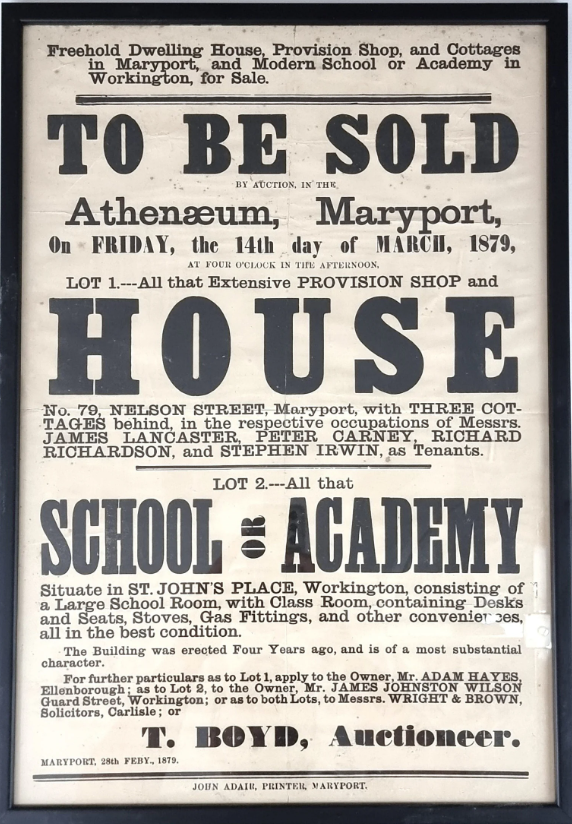 Freehold Dwelling House, Provision Shop, and Cottages
in Maryport, and Modern School or Academy in
Workington, for Sale.
TO BE SOLD
BY AUCTION, IN THE
Athenæum, Maryport,
On FRIDAY, the 14th day of MARCH, 1879,
AT FOUR O'CLOCK IN THE AFTERNOON.
LOT 1.---All that Extensive PROVISION SHOP and
HOUSE
No. 79, NELSON STREET, Maryport, with THREE COT-
TAGES behind, in the respective occupations of Messrs.
JAMES LANCASTER, PETER CARNEY, RICHARD
RICHARDSON, and STEPHEN IRWIN, as Tenants.
LOT 2.---All that
SCHOOL OR ACADEMY
Situate in ST. JOHN'S PLACE, Workington, consisting of
a Large School Room, with Class Room, containing Desks
and Seats, Stoves, Gas Fittings, and other conveniences,
all in the best condition.
The Building was erected Four Years ago, and is of a most substantial
character.
For further particulars as to Lot 1, apply to the Owner, Mr. ADAM HAYES,
Ellenborough; as to Lot 2, to the Owner, Mr. JAMES JOHNSTON WILSON
Guard Street, Workington; or as to both Lots, to Messrs. WRIGHT & BROWN,
Solicitors, Carlisle; or
T. BOYD, Auctioneer.
MARYPORT, 28th FEBY., 1879.
JOHN ADAIR, PRINTER, MARYPORT.